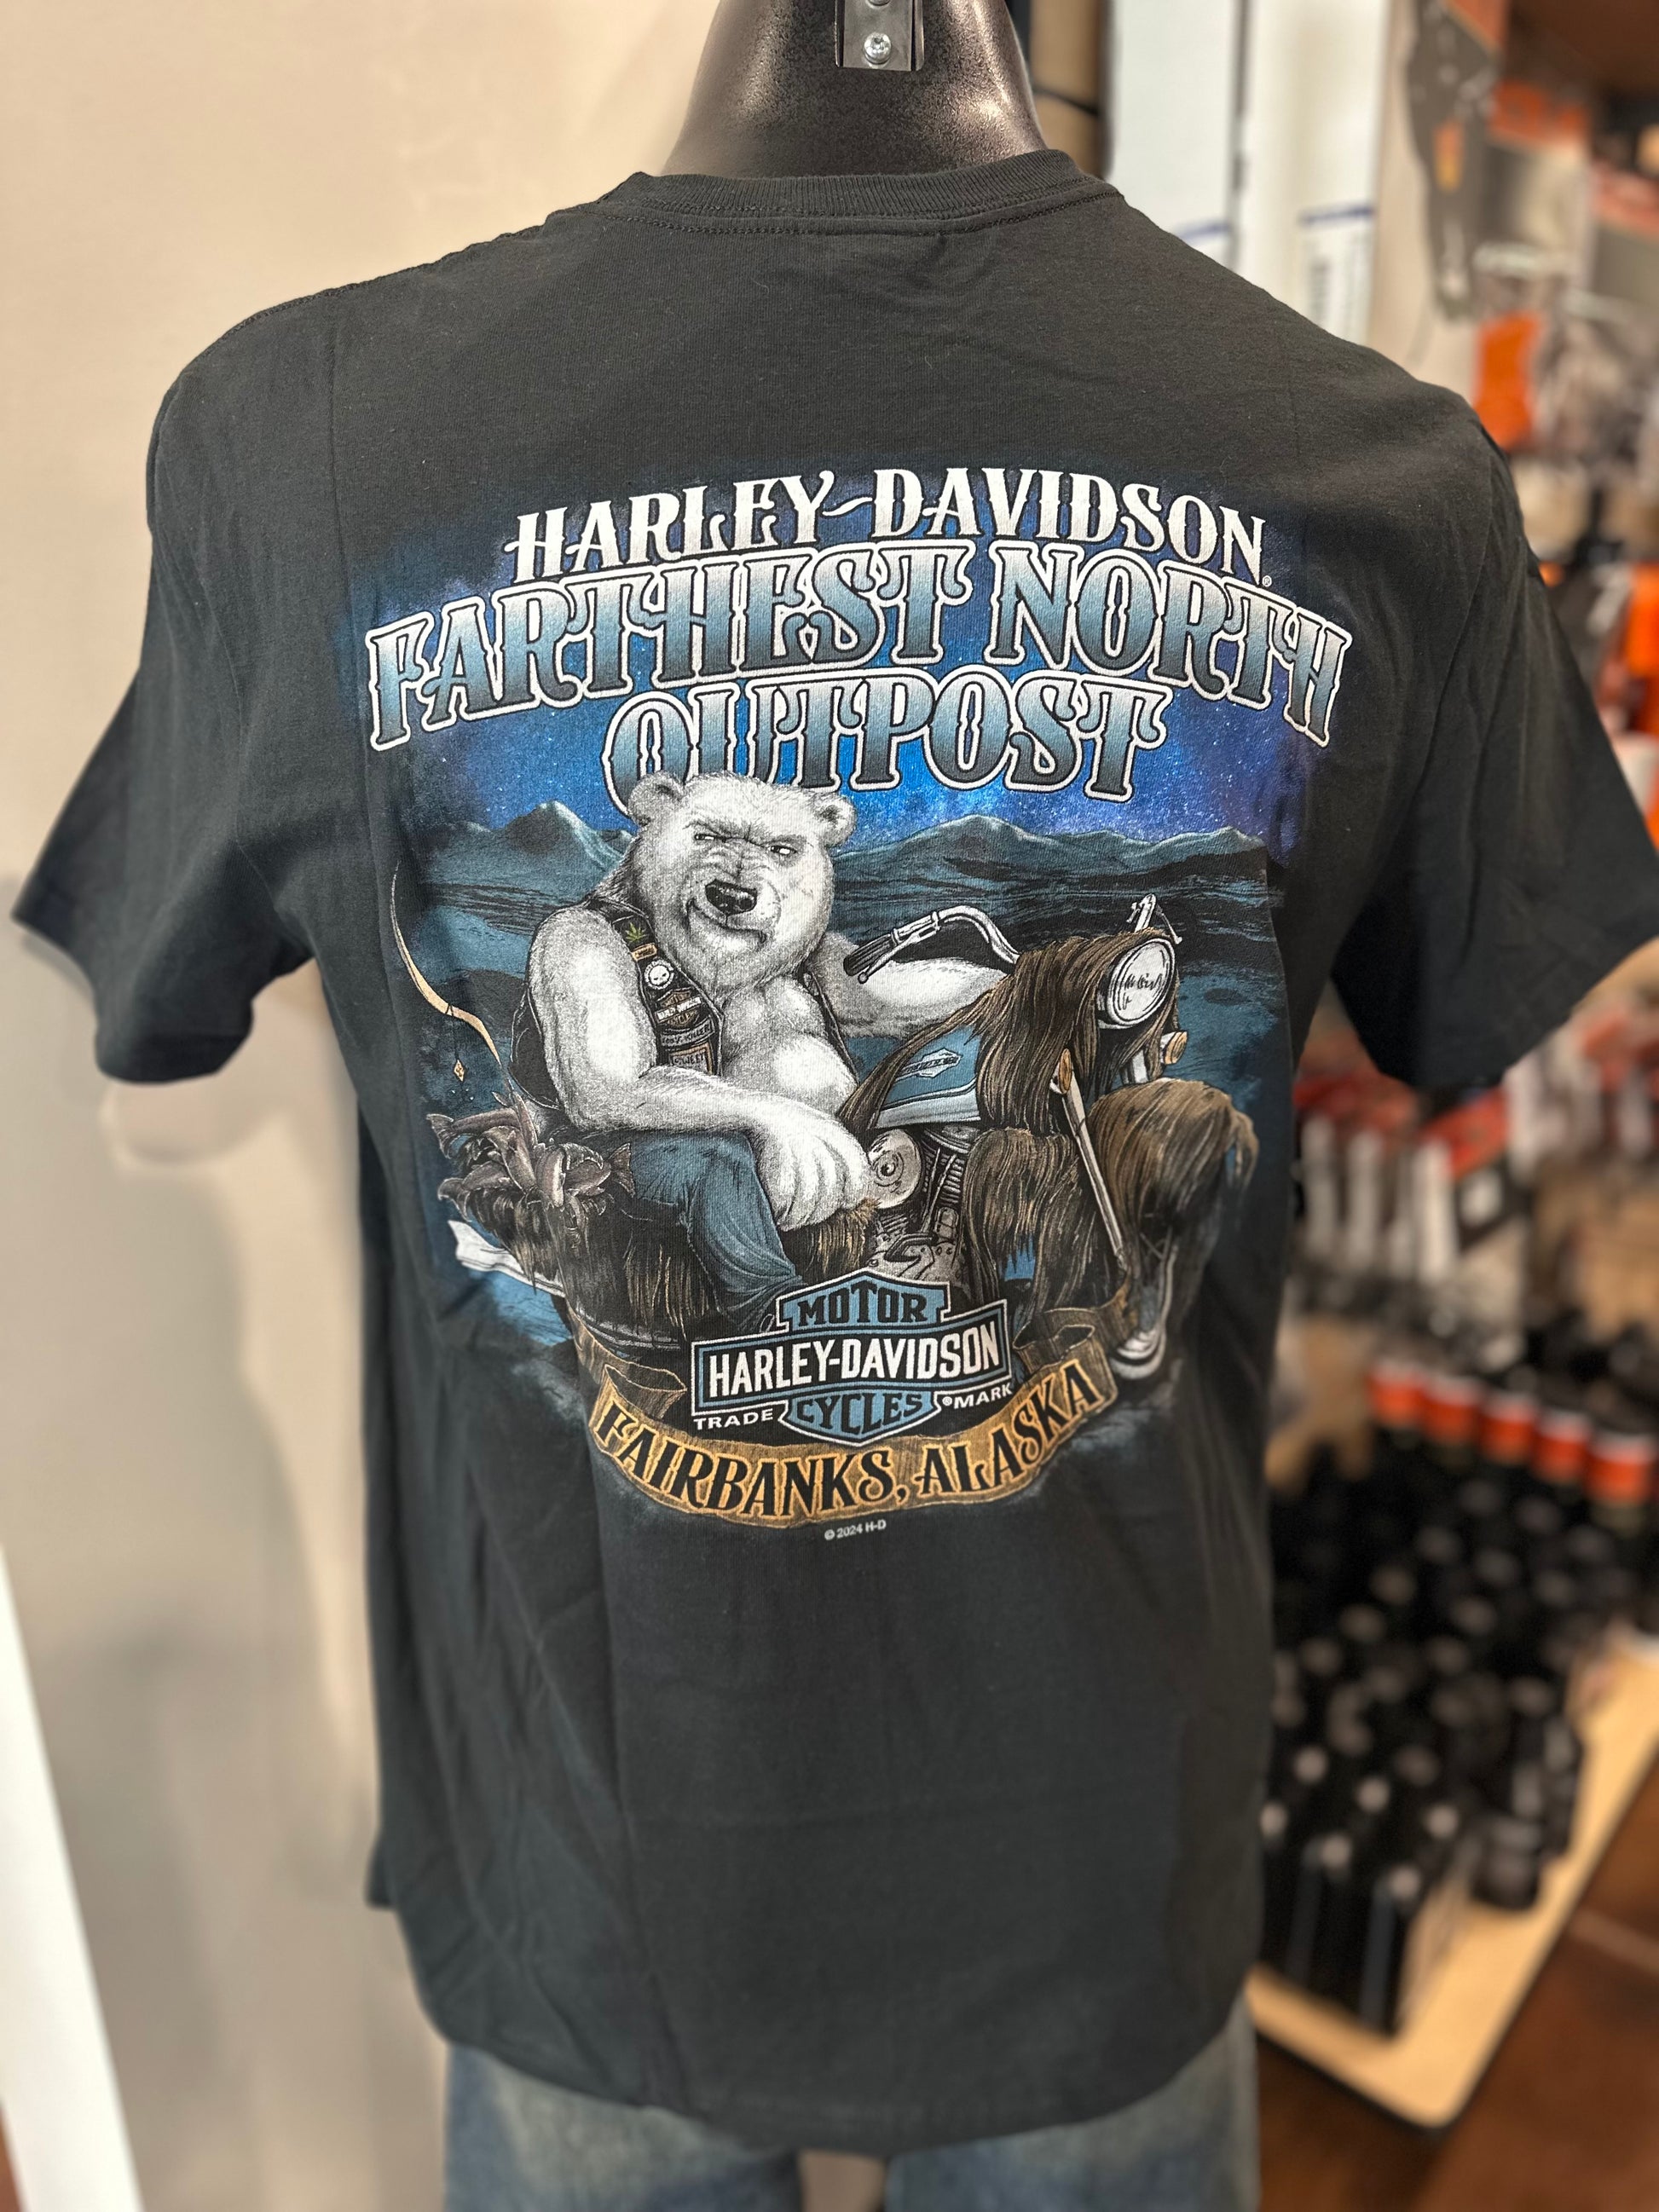 HARLEY-DAVIDSON®
FARTHEST NORTH
OUTPOST
MOTOR
HARLEY-DAVIDSON
CYCLES
TRADE ®MARK
FAIRBANKS, ALASKA
© 2024 H-D